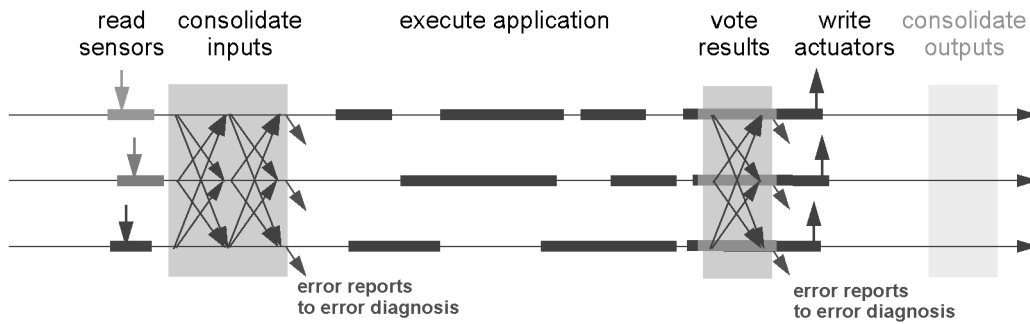 read
sensors
consolidate
inputs
execute application
vote
results
write
actuators
consolidate
outputs
error reports
to error diagnosis
error reports
to error diagnosis